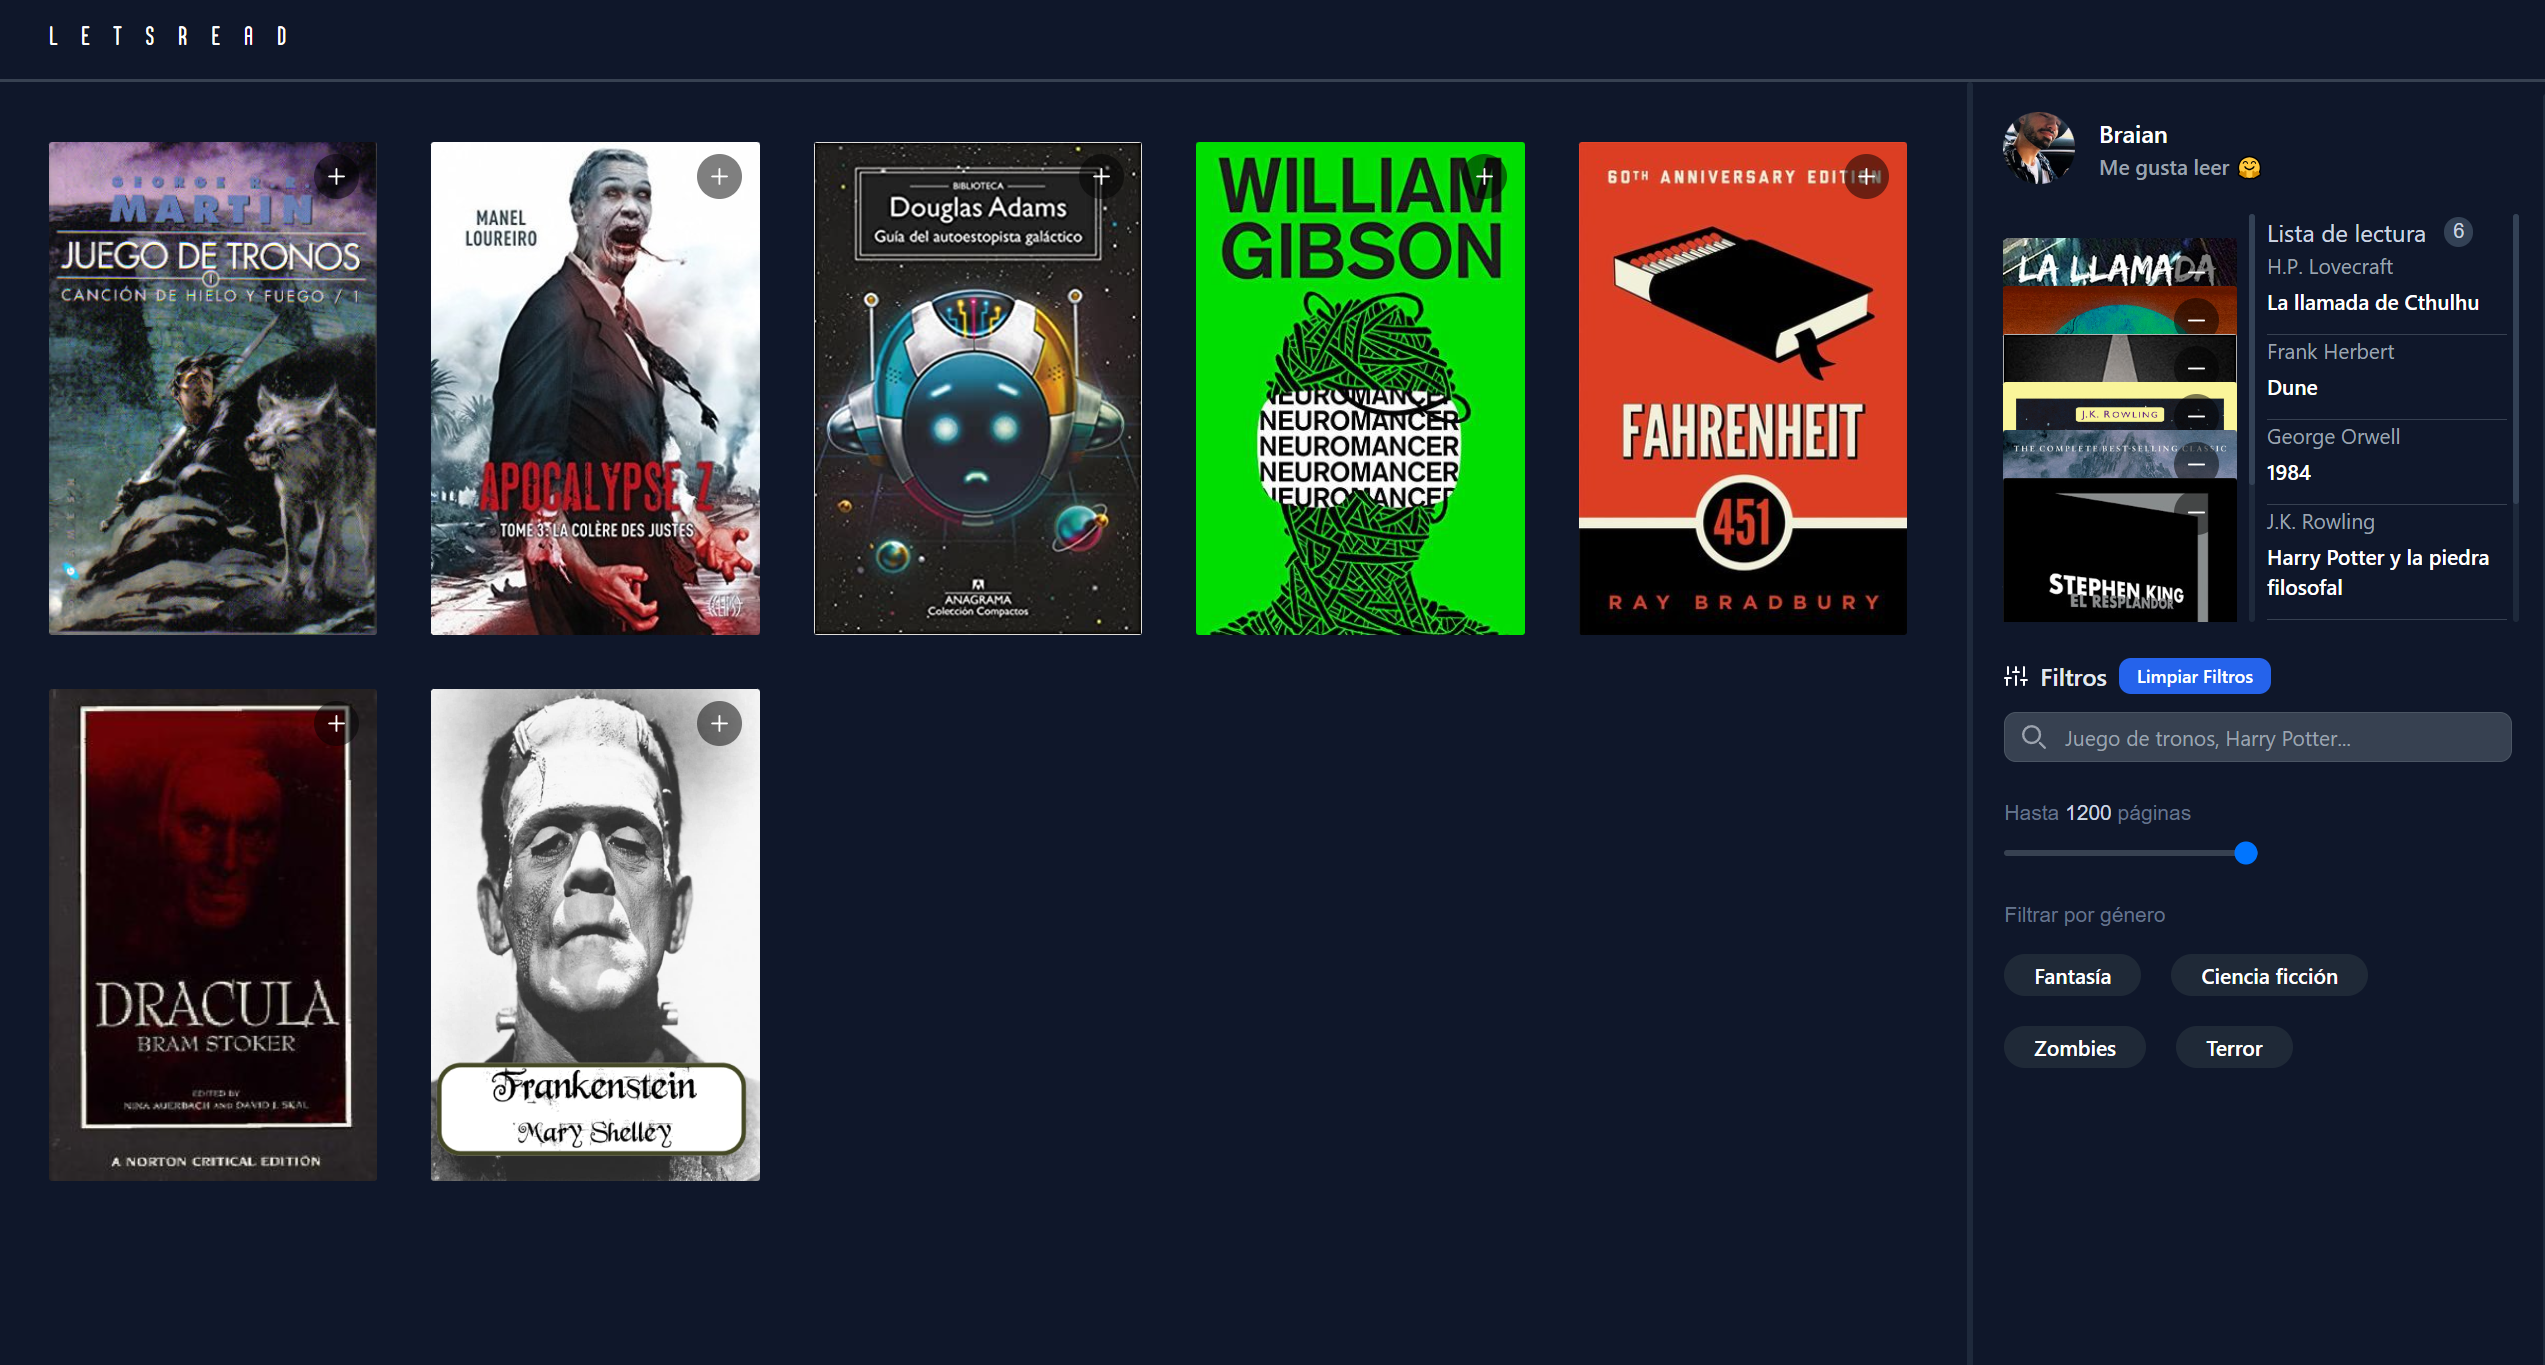 LETSREAD
GEORGE R.R.
MARTIN
JUEGO DE TRONOS
CANCIÓN DE HIELO Y FUEGO / 1
MANEL
LOUREIRO
APOCALYPSE Z
TOME 3: LA COLÈRE DES JUSTES
BIBLIOTECA
Douglas Adams
Guía del autoestopista galáctico
ANAGRAMA
Colección Compactos
WILLIAM
GIBSON
NEUROMANCER
NEUROMANCER
NEUROMANCER
NEUROMANCER
NEUROMANCER
60TH ANNIVERSARY EDITION
FAHRENHEIT
451
RAY BRADBURY
DRACULA
BRAM STOKER
EDITED BY
NINA AUERBACH AND DAVID J. SKAL
A NORTON CRITICAL EDITION
Frankenstein
Mary Shelley
Braian
Me gusta leer 🤗
LA LLAMADA
J.K. ROWLING
THE COMPLETE BEST-SELLING CLASSIC
STEPHEN KING
EL RESPLANDOR
Lista de lectura 6
H.P. Lovecraft
La llamada de Cthulhu
Frank Herbert
Dune
George Orwell
1984
J.K. Rowling
Harry Potter y la piedra
filosofal
Filtros Limpiar Filtros
Juego de tronos, Harry Potter...
Hasta 1200 páginas
Filtrar por género
Fantasía Ciencia ficción
Zombies Terror